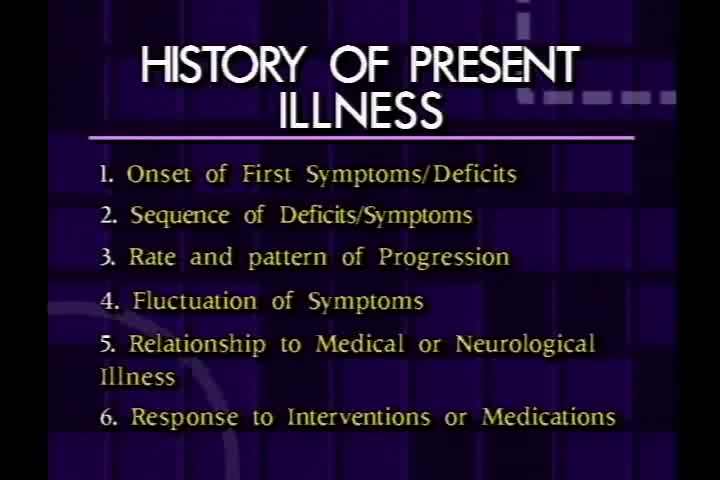 HISTORY OF PRESENT
ILLNESS
1. Onset of First Symptoms/Deficits
2. Sequence of Deficits/Symptoms
3. Rate and pattern of Progression
4. Fluctuation of Symptoms
5. Relationship to Medical or Neurological
Illness
6. Response to Interventions or Medications